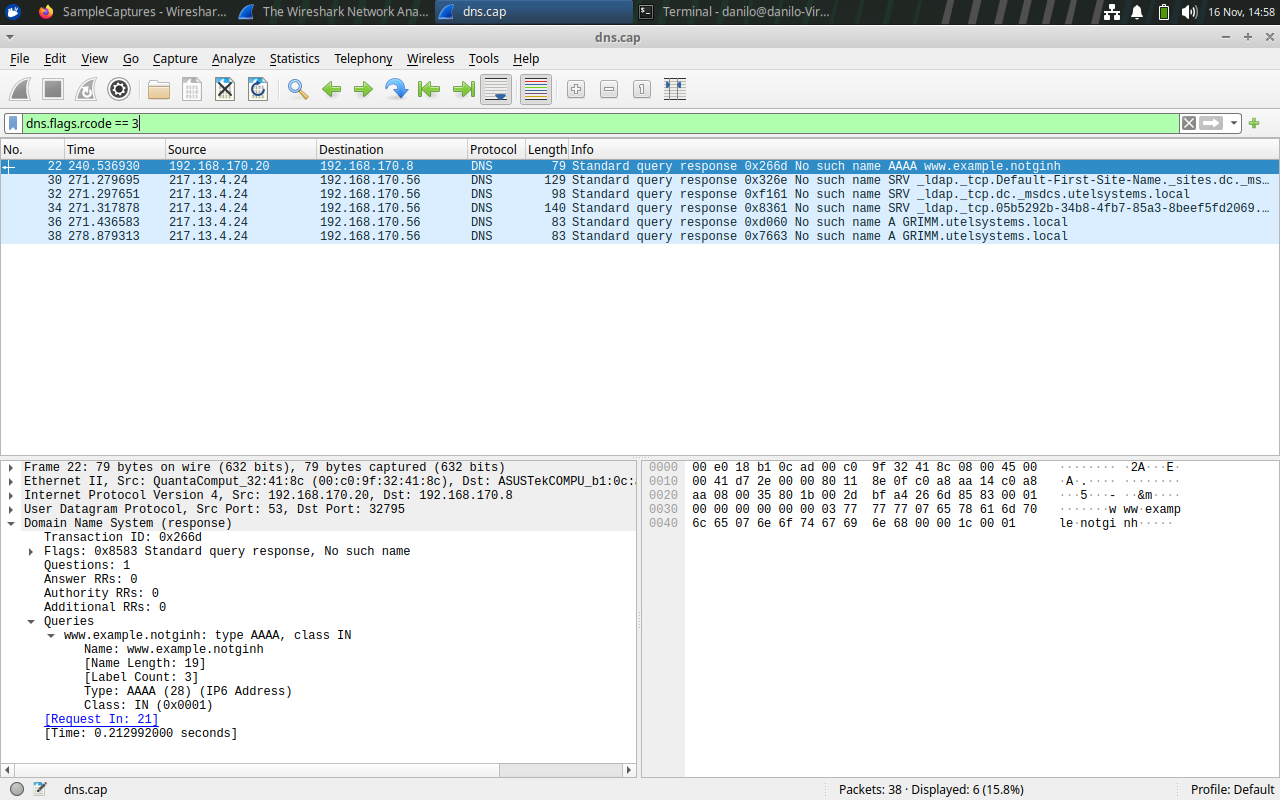 SampleCaptures - Wireshar... The Wireshark Network Ana... dns.cap Terminal - danilo@danilo-Vir... 16 Nov, 14:58
dns.cap
File Edit View Go Capture Analyze Statistics Telephony Wireless Tools Help
dns.flags.rcode == 3
No. Time Source Destination Protocol Length Info
22 240.536930 192.168.170.20 192.168.170.8 DNS 79 Standard query response 0x266d No such name AAAA www.example.notginh
30 271.279695 217.13.4.24 192.168.170.56 DNS 129 Standard query response 0x326e No such name SRV _ldap._tcp.Default-First-Site-Name._sites.dc._ms...
32 271.297651 217.13.4.24 192.168.170.56 DNS 98 Standard query response 0xf161 No such name SRV _ldap._tcp.dc._msdcs.utelsystems.local
34 271.317878 217.13.4.24 192.168.170.56 DNS 140 Standard query response 0x8361 No such name SRV _ldap._tcp.05b5292b-34b8-4fb7-85a3-8beef5fd2069....
36 271.436583 217.13.4.24 192.168.170.56 DNS 83 Standard query response 0xd060 No such name A GRIMM.utelsystems.local
38 278.879313 217.13.4.24 192.168.170.56 DNS 83 Standard query response 0x7663 No such name A GRIMM.utelsystems.local
Frame 22: 79 bytes on wire (632 bits), 79 bytes captured (632 bits)
Ethernet II, Src: QuantaComput_32:41:8c (00:c0:9f:32:41:8c), Dst: ASUSTekCOMPU_b1:0c:a
Internet Protocol Version 4, Src: 192.168.170.20, Dst: 192.168.170.8
User Datagram Protocol, Src Port: 53, Dst Port: 32795
Domain Name System (response)
Transaction ID: 0x266d
Flags: 0x8583 Standard query response, No such name
Questions: 1
Answer RRs: 0
Authority RRs: 0
Additional RRs: 0
Queries
www.example.notginh: type AAAA, class IN
Name: www.example.notginh
[Name Length: 19]
[Label Count: 3]
Type: AAAA (28) (IP6 Address)
Class: IN (0x0001)
[Request In: 21]
[Time: 0.212992000 seconds]
0000 00 e0 18 b1 0c ad 00 c0 9f 32 41 8c 08 00 45 00 ········ ·2A···E·
0010 00 41 d7 2e 00 00 80 11 8e 0f c0 a8 aa 14 c0 a8 ·A·.···· ········
0020 aa 08 00 35 80 1b 00 2d bf a4 26 6d 85 83 00 01 ···5···- ··&m····
0030 00 00 00 00 00 00 03 77 77 77 07 65 78 61 6d 70 ·······w ww·examp
0040 6c 65 07 6e 6f 74 67 69 6e 68 00 00 1c 00 01 le·notgi nh·····
dns.cap Packets: 38 · Displayed: 6 (15.8%) Profile: Default